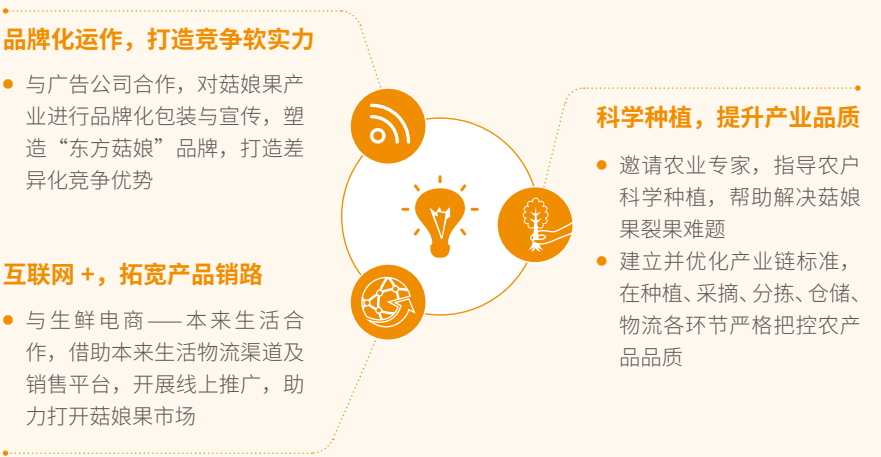 品牌化运作，打造竞争软实力
● 与广告公司合作，对菇娘果产
业进行品牌化包装与宣传，塑
造“东方菇娘”品牌，打造差
异化竞争优势
互联网 +，拓宽产品销路
● 与生鲜电商——本来生活合
作，借助本来生活物流渠道及
销售平台，开展线上推广，助
力打开菇娘果市场
科学种植，提升产业品质
● 邀请农业专家，指导农户
科学种植，帮助解决菇娘
果裂果难题
● 建立并优化产业链标准，
在种植、采摘、分拣、仓储、
物流各环节严格把控农产
品品质